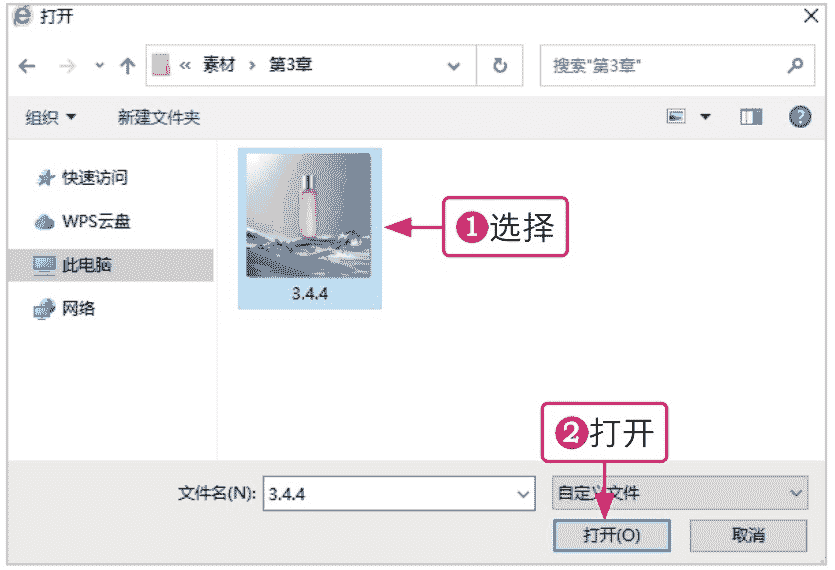 打开
« 素材 › 第3章
搜索"第3章"
组织
新建文件夹
快速访问
WPS云盘
此电脑
网络
3.4.4
❶选择
❷打开
文件名(N): 3.4.4
自定义文件
打开(O)
取消